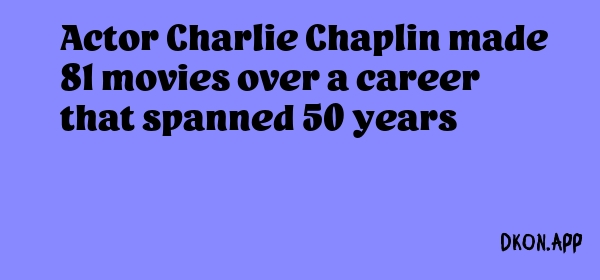 Actor Charlie Chaplin made
81 movies over a career
that spanned 50 years
DKON.APP